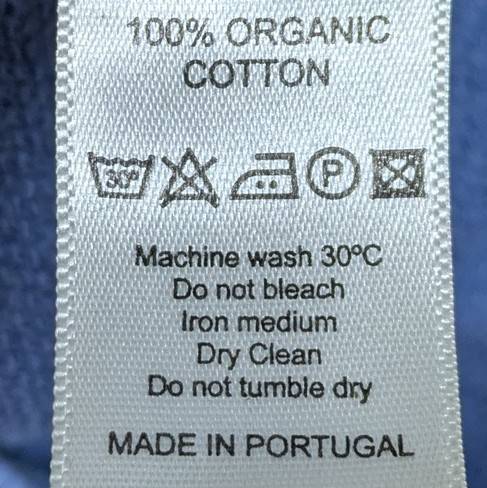 100% ORGANIC
COTTON
30° P
Machine wash 30ºC
Do not bleach
Iron medium
Dry Clean
Do not tumble dry
MADE IN PORTUGAL